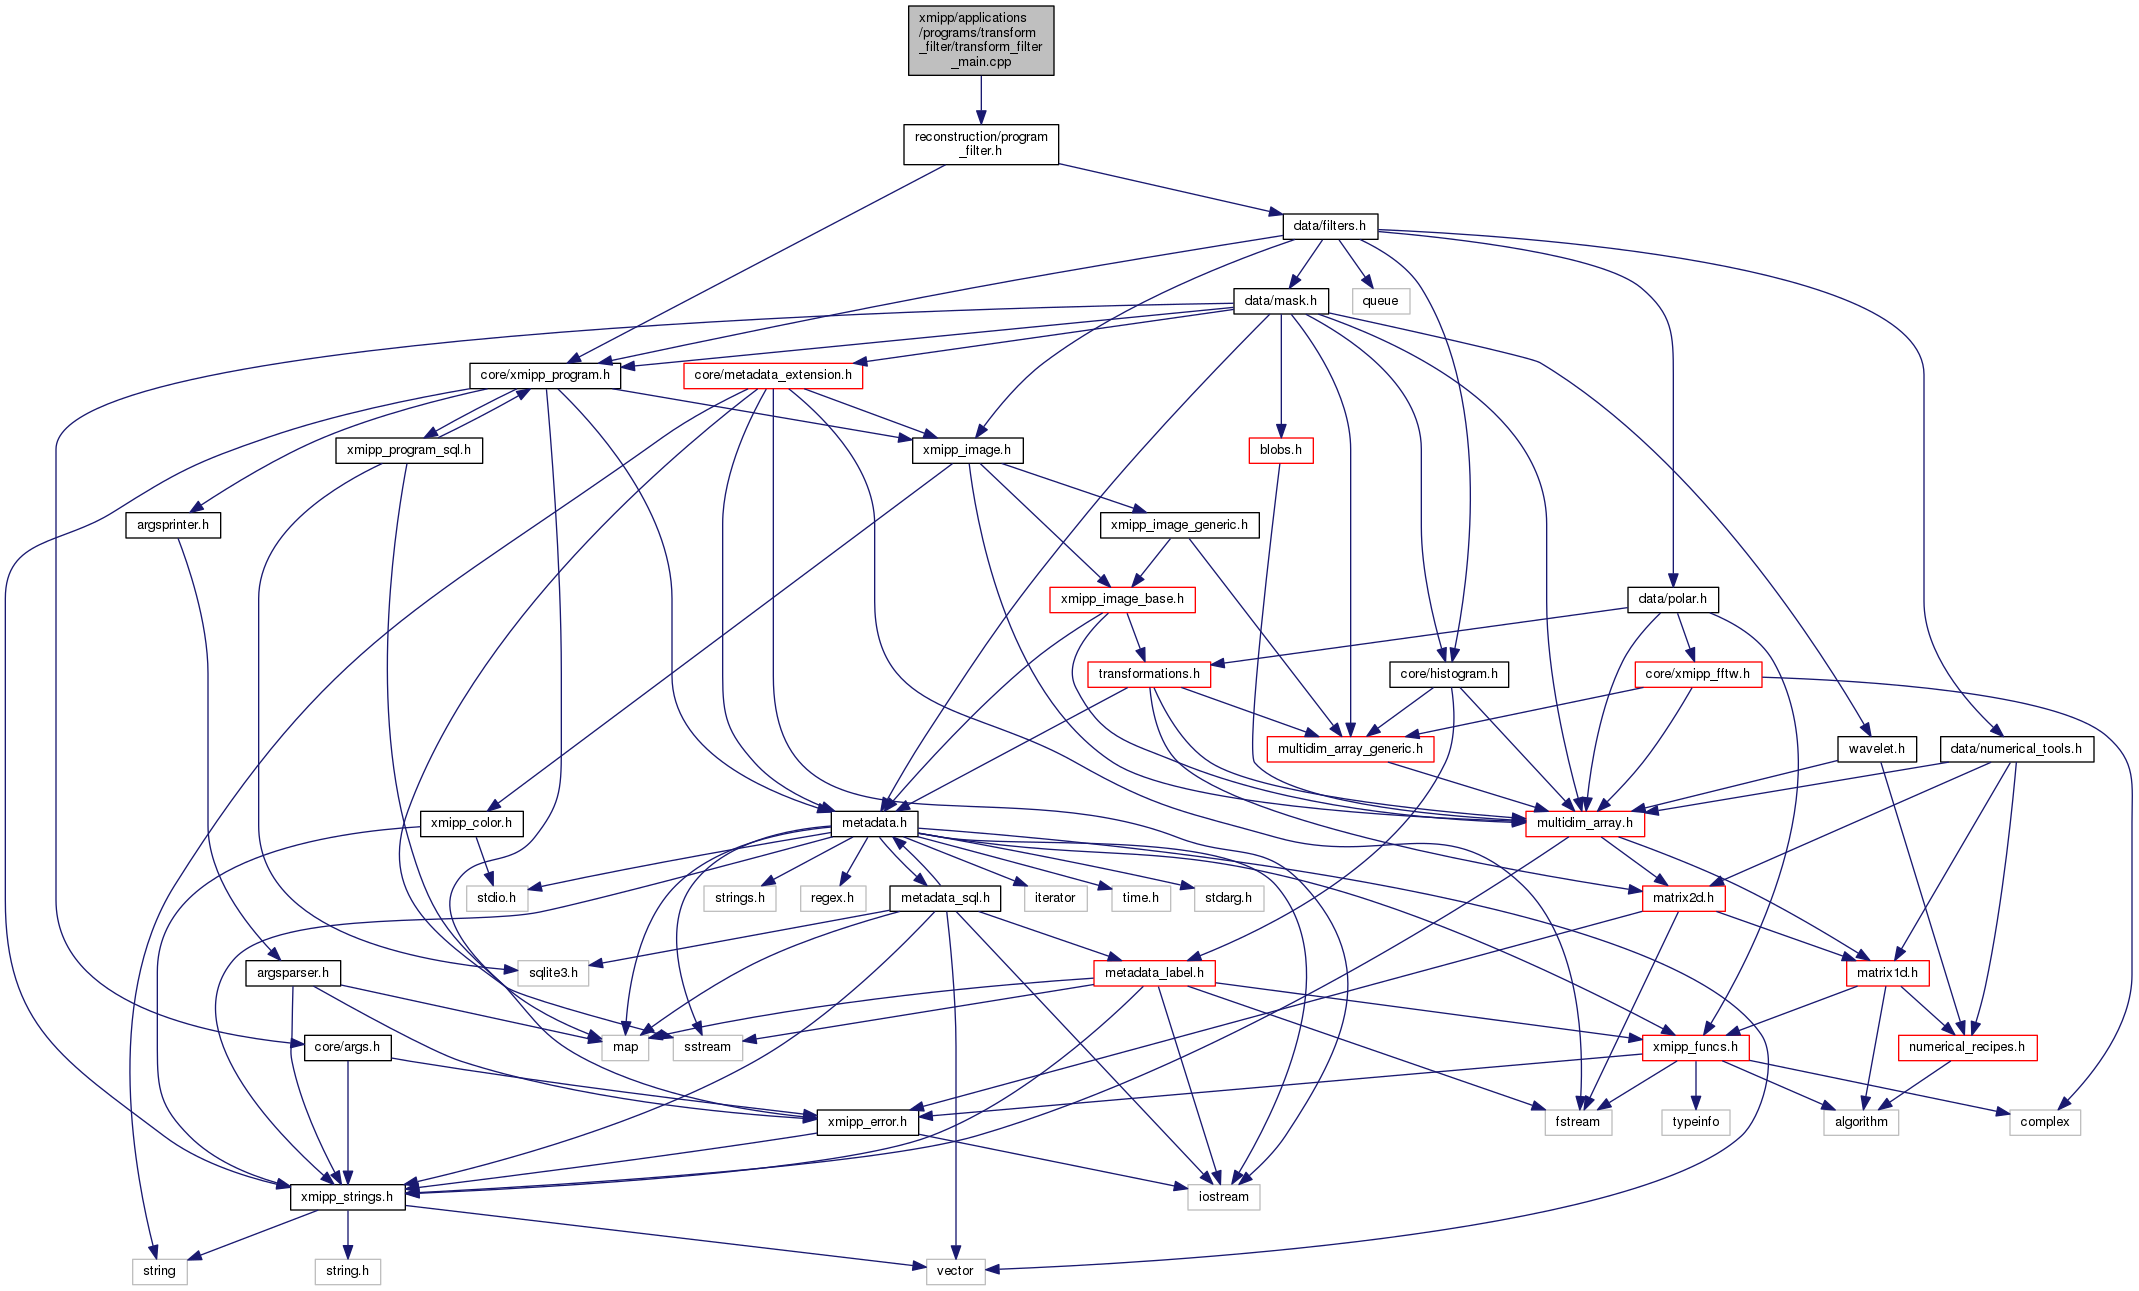 xmipp/applications
/programs/transform
_filter/transform_filter
_main.cpp
reconstruction/program
_filter.h
data/filters.h
data/mask.h
queue
core/xmipp_program.h
core/metadata_extension.h
xmipp_program_sql.h
xmipp_image.h
blobs.h
argsprinter.h
xmipp_image_generic.h
xmipp_image_base.h
data/polar.h
transformations.h
core/histogram.h
core/xmipp_fftw.h
multidim_array_generic.h
wavelet.h
data/numerical_tools.h
xmipp_color.h
metadata.h
multidim_array.h
stdio.h
strings.h
regex.h
metadata_sql.h
iterator
time.h
stdarg.h
matrix2d.h
argsparser.h
sqlite3.h
metadata_label.h
matrix1d.h
core/args.h
map
sstream
xmipp_funcs.h
numerical_recipes.h
xmipp_error.h
fstream
typeinfo
algorithm
complex
xmipp_strings.h
iostream
string
string.h
vector